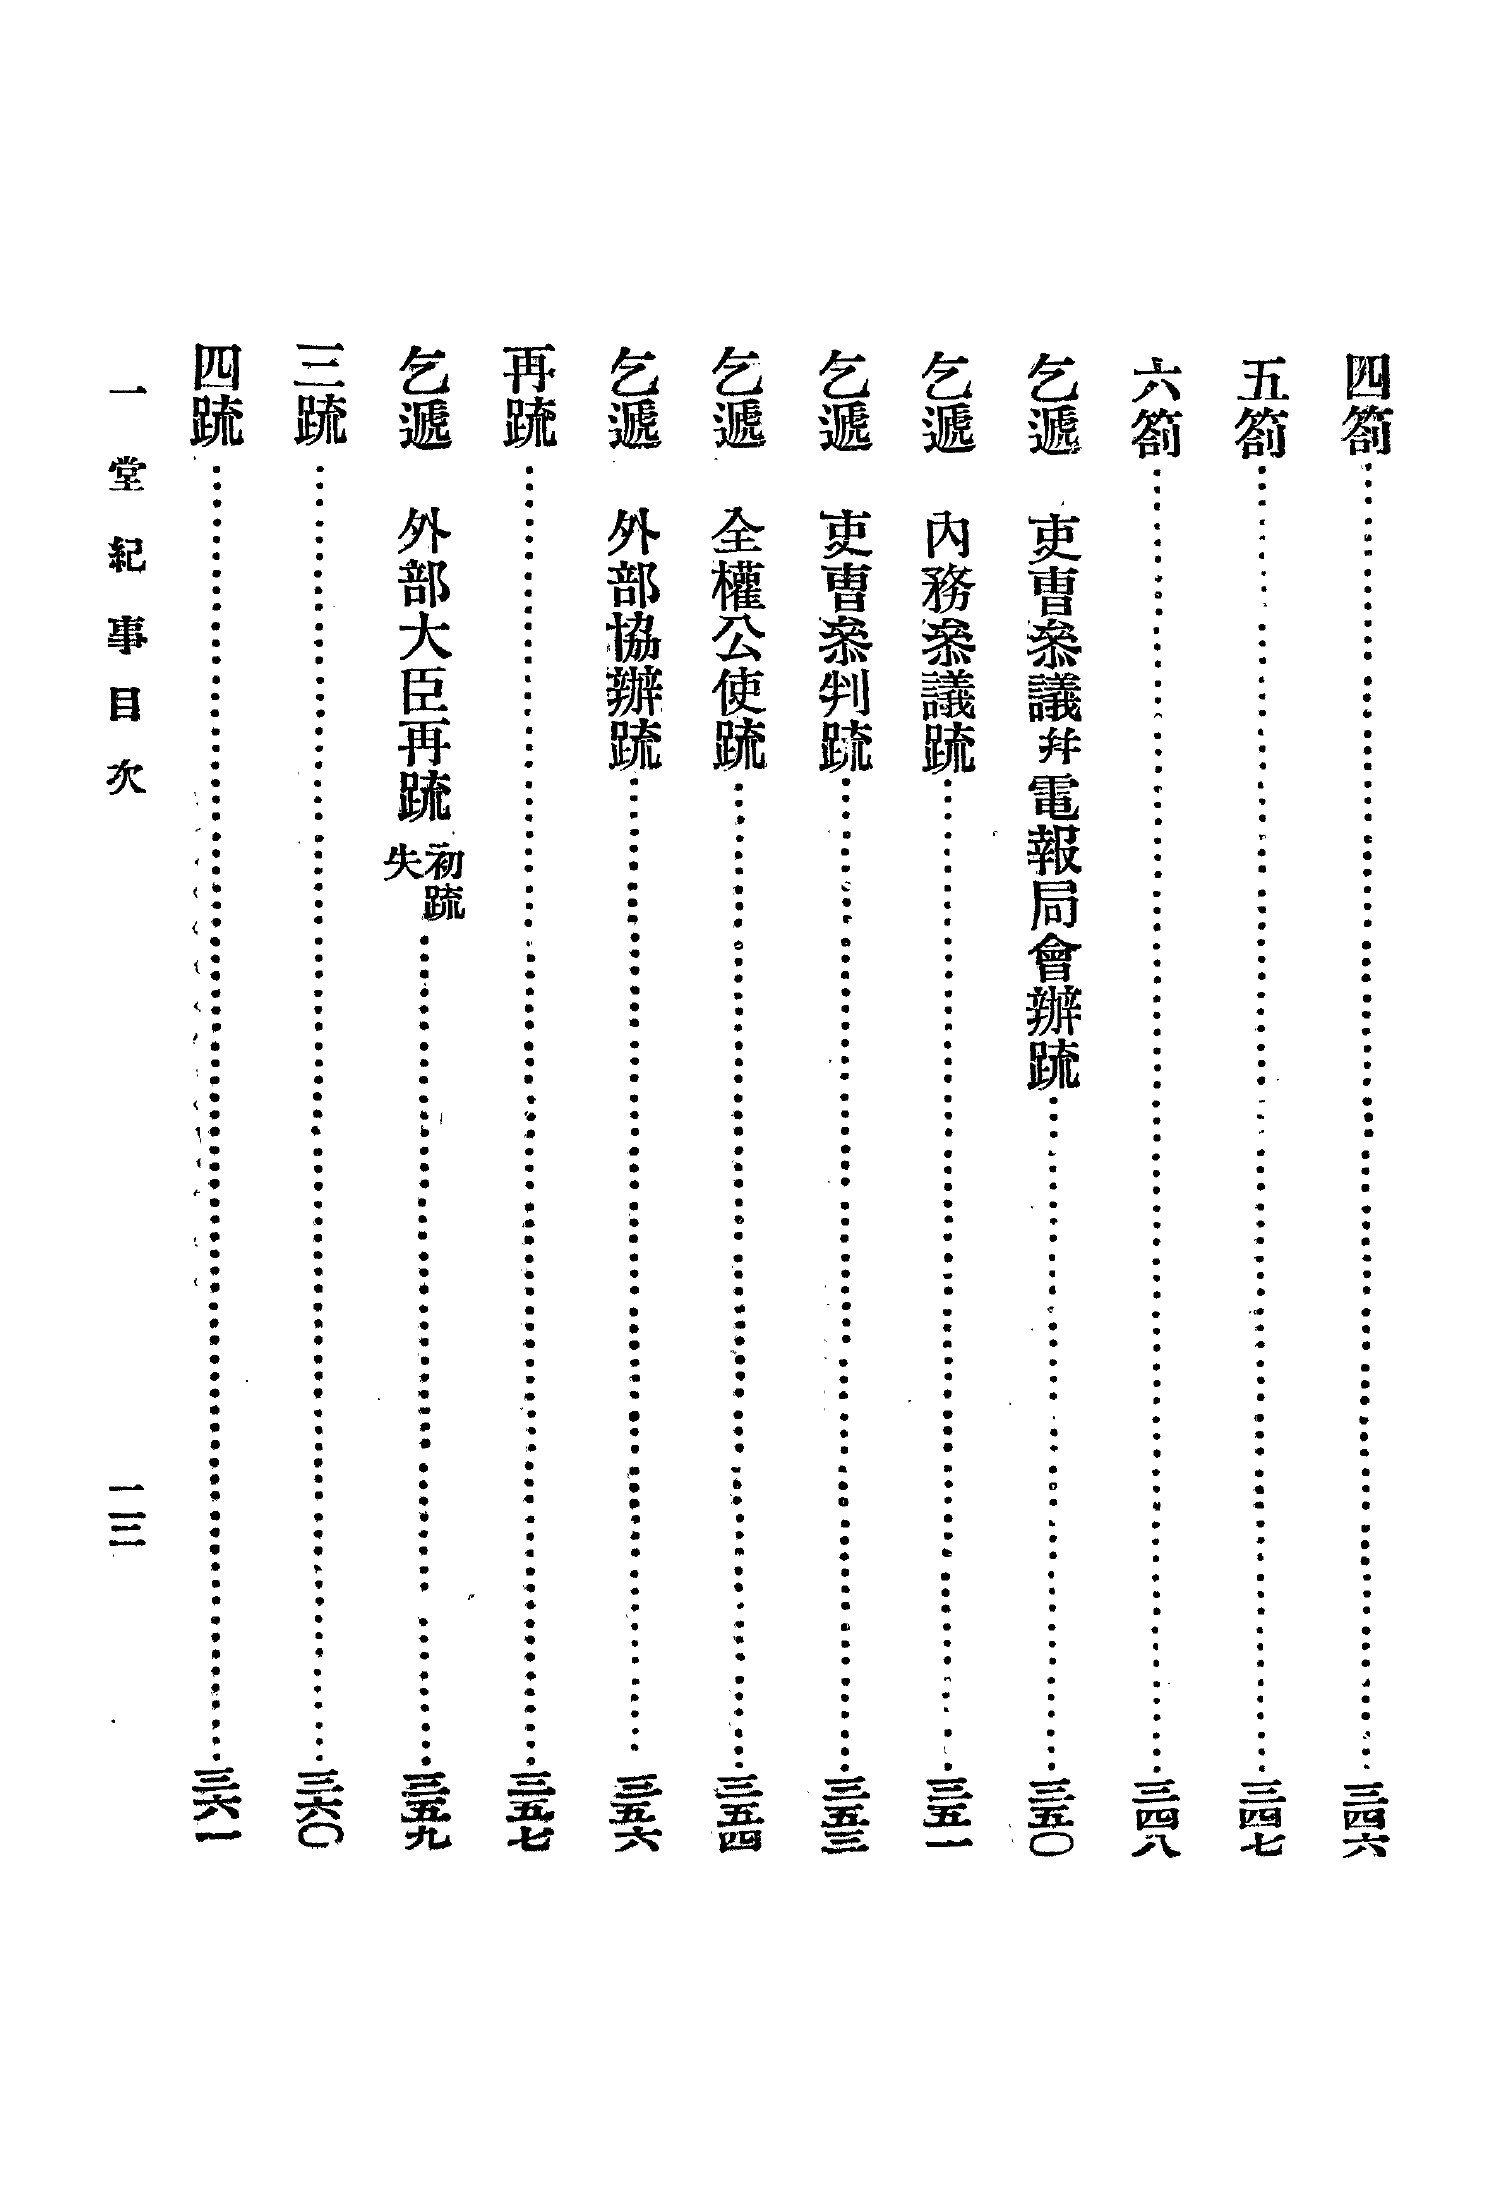 四箚……三四六
五箚……三四七
六箚……三四八
乞遞 吏曹叅議幷電報局會辦䟽……三五〇
乞遞 內務叅議䟽……三五一
乞遞 吏曹叅判䟽……三五三
乞遞 全權公使䟽……三五四
乞遞 外部協辦䟽……三五六
再䟽……三五七
乞遞 外部大臣再䟽 初䟽失……三五九
三䟽……三六〇
四䟽……三六一
一堂紀事目次 一三